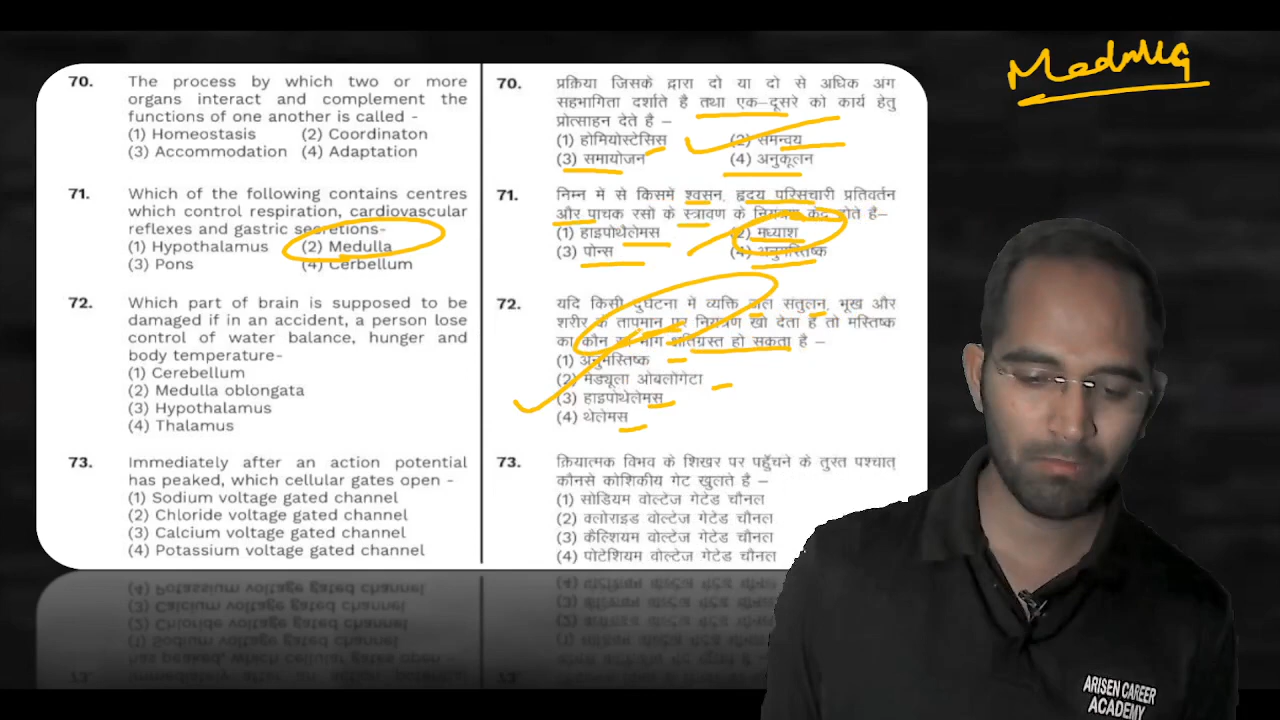 Medulla
70. The process by which two or more
organs interact and complement the
functions of one another is called -
(1) Homeostasis (2) Coordinaton
(3) Accommodation (4) Adaptation
71. Which of the following contains centres
which control respiration, cardiovascular
reflexes and gastric secretions-
(1) Hypothalamus (2) Medulla
(3) Pons (4) Cerbellum
72. Which part of brain is supposed to be
damaged if in an accident, a person lose
control of water balance, hunger and
body temperature-
(1) Cerebellum
(2) Medulla oblongata
(3) Hypothalamus
(4) Thalamus
73. Immediately after an action potential
has peaked, which cellular gates open -
(1) Sodium voltage gated channel
(2) Chloride voltage gated channel
(3) Calcium voltage gated channel
(4) Potassium voltage gated channel
70. प्रक्रिया जिसके द्वारा दो या दो से अधिक अंग
सहभागिता दर्शाते है तथा एक-दूसरे को कार्य हेतु
प्रोत्साहन देते है –
(1) होमियोस्टेसिस (2) समन्वय
(3) समायोजन (4) अनुकूलन
71. निम्न में से किसमें श्वसन, हृदय परिसचारी प्रतिवर्तन
और पाचक रसो के स्त्रावण के नियंत्रण केंद्र होते है–
(1) हाइपोथैलेमस (2) मध्याश
(3) पोन्स (4) अनुमस्तिष्क
72. यदि किसी दुर्घटना में व्यक्ति जल संतुलन, भूख और
शरीर के तापमान पर नियंत्रण खो देता है तो मस्तिष्क
का कौन सा भाग क्षतिग्रस्त हो सकता है –
(1) अनुमस्तिष्क
(2) मेड्यूला ओबलोगेटा
(3) हाइपोथेलेमस
(4) थेलेमस
73. क्रियात्मक विभव के शिखर पर पहुँचने के तुरत पश्चात्
कौनसे कोशिकीय गेट खुलते है –
(1) सोडियम वोल्टेज गेटेड चौनल
(2) क्लोराइड वोल्टेज गेटेड चौनल
(3) कैल्शियम वोल्टेज गेटेड चौनल
(4) पोटेशियम वोल्टेज गेटेड चौनल
ARISEN CAREER
ACADEMY